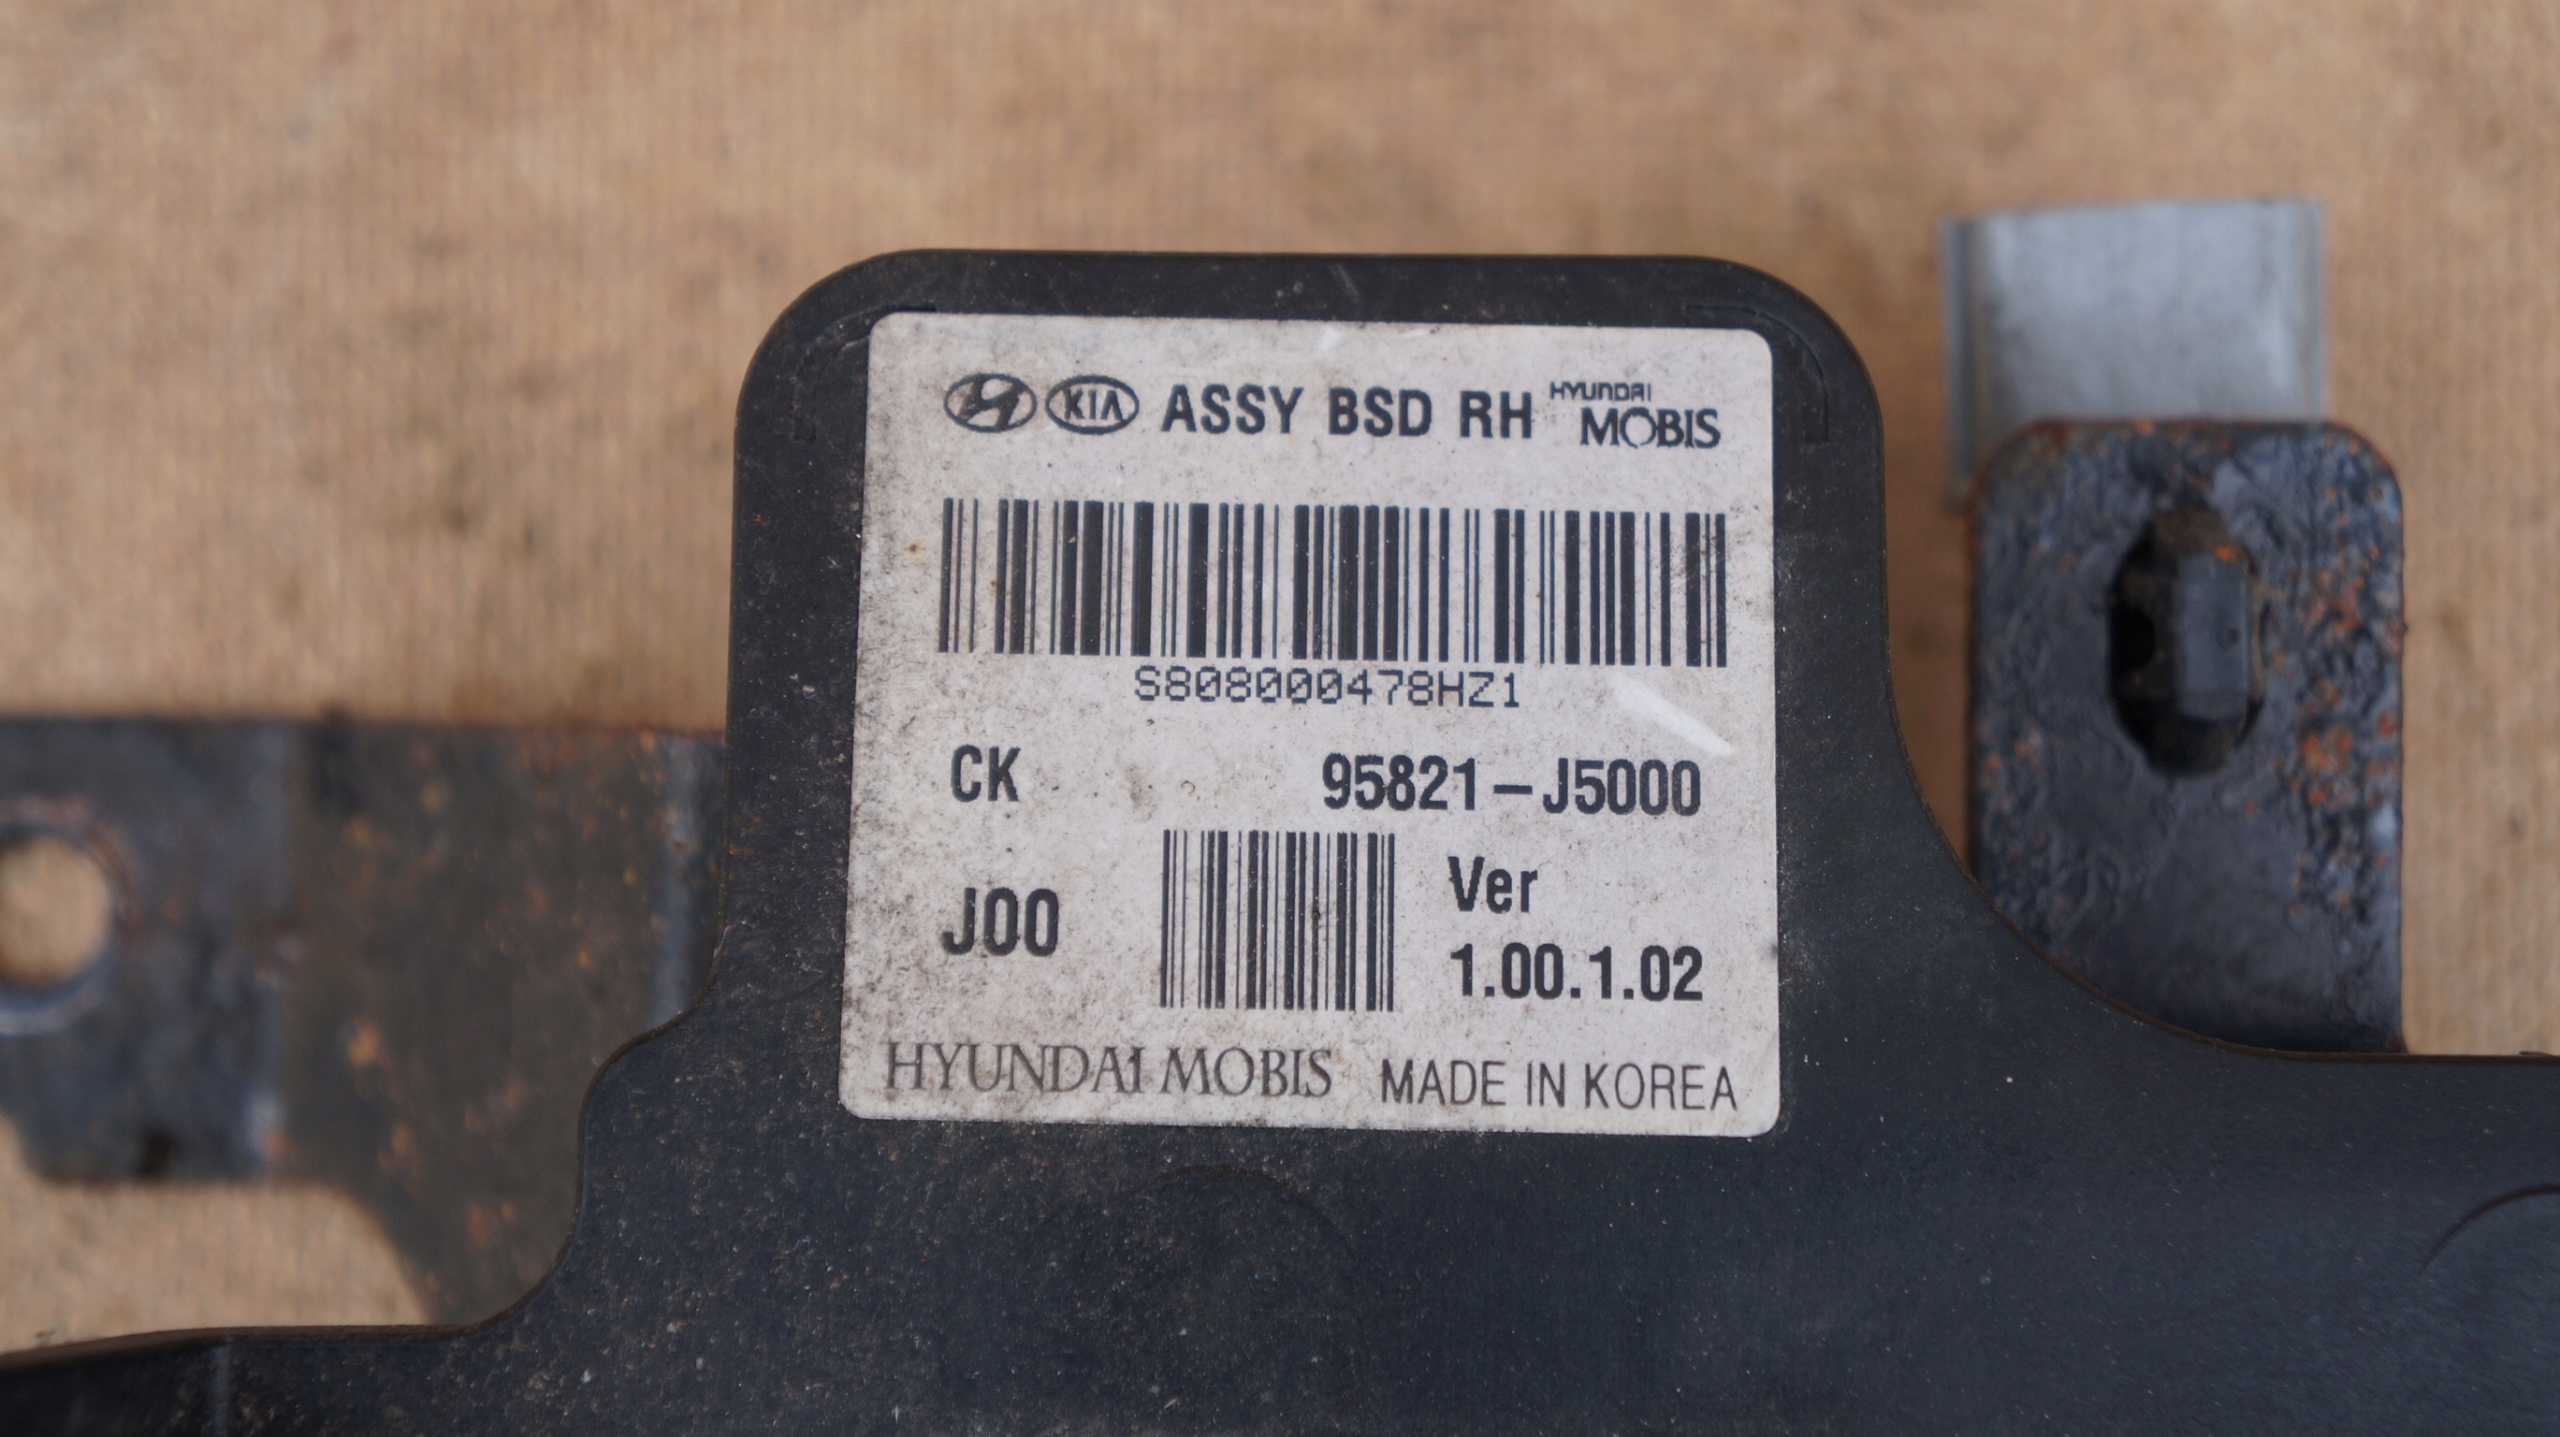 KIA ASSY BSD RH HYUNDAI MOBIS
S808000478HZ1
CK 95821-J5000
J00 Ver 1.00.1.02
HYUNDAI MOBIS MADE IN KOREA